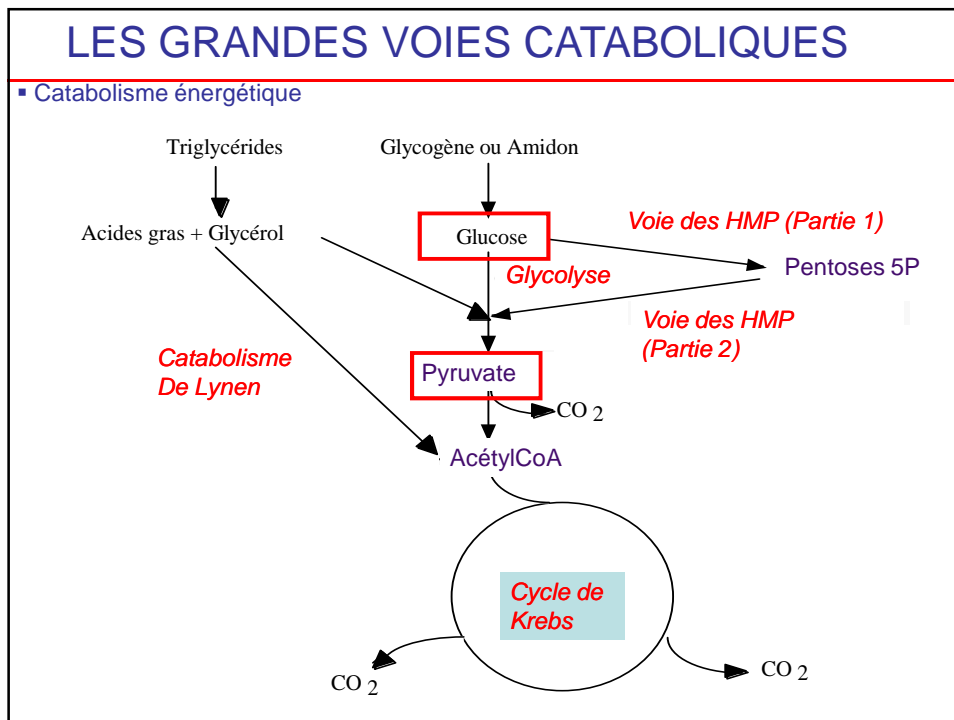 LES GRANDES VOIES CATABOLIQUES
▪ Catabolisme énergétique
Triglycérides
Glycogène ou Amidon
Acides gras + Glycérol
Glucose
Voie des HMP (Partie 1)
Glycolyse
Pentoses 5P
Voie des HMP
(Partie 2)
Catabolisme
De Lynen
Pyruvate
CO 2
AcétylCoA
Cycle de
Krebs
CO 2
CO 2